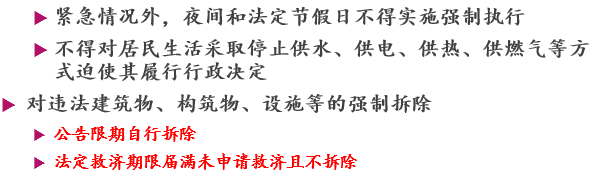 紧急情况外，夜间和法定节假日不得实施强制执行
不得对居民生活采取停止供水、供电、供热、供燃气等方
式迫使其履行行政决定
对违法建筑物、构筑物、设施等的强制拆除
公告限期自行拆除
法定救济期限届满未申请救济且不拆除